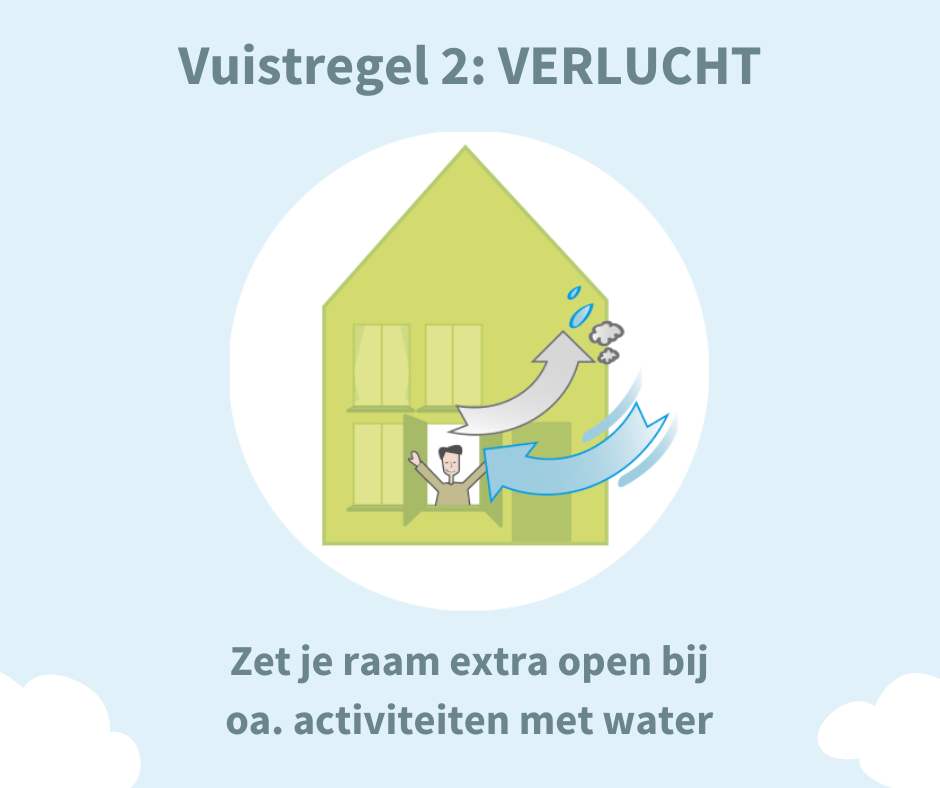 Vuistregel 2: VERLUCHT
Zet je raam extra open bij
oa. activiteiten met water